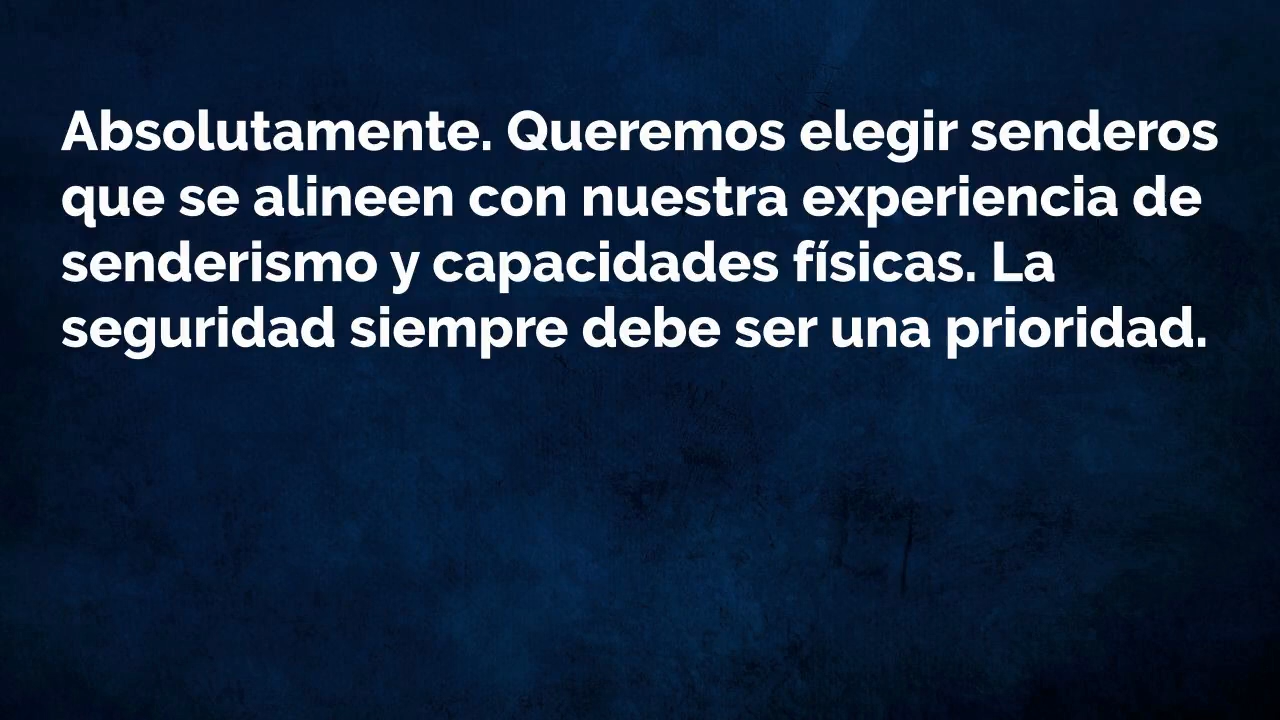 Absolutamente. Queremos elegir senderos
que se alineen con nuestra experiencia de
senderismo y capacidades físicas. La
seguridad siempre debe ser una prioridad.